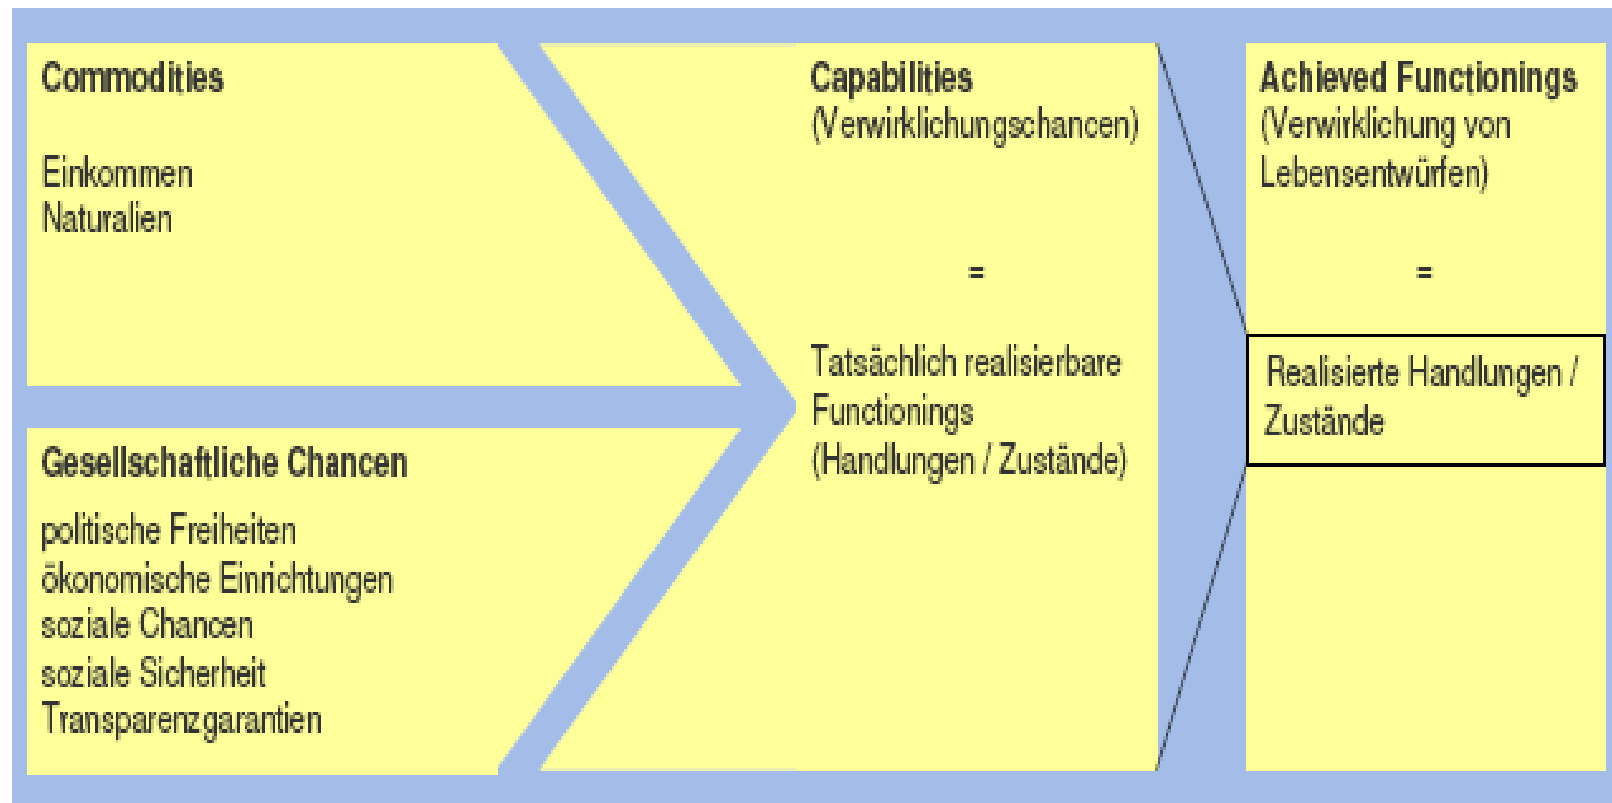 Commodities
Einkommen
Naturalien
Gesellschaftliche Chancen
politische Freiheiten
ökonomische Einrichtungen
soziale Chancen
soziale Sicherheit
Transparenzgarantien
Capabilities
(Verwirklichungschancen)
=
Tatsächlich realisierbare
Functionings
(Handlungen / Zustände)
Achieved Functionings
(Verwirklichung von
Lebensentwürfen)
=
Realisierte Handlungen /
Zustände